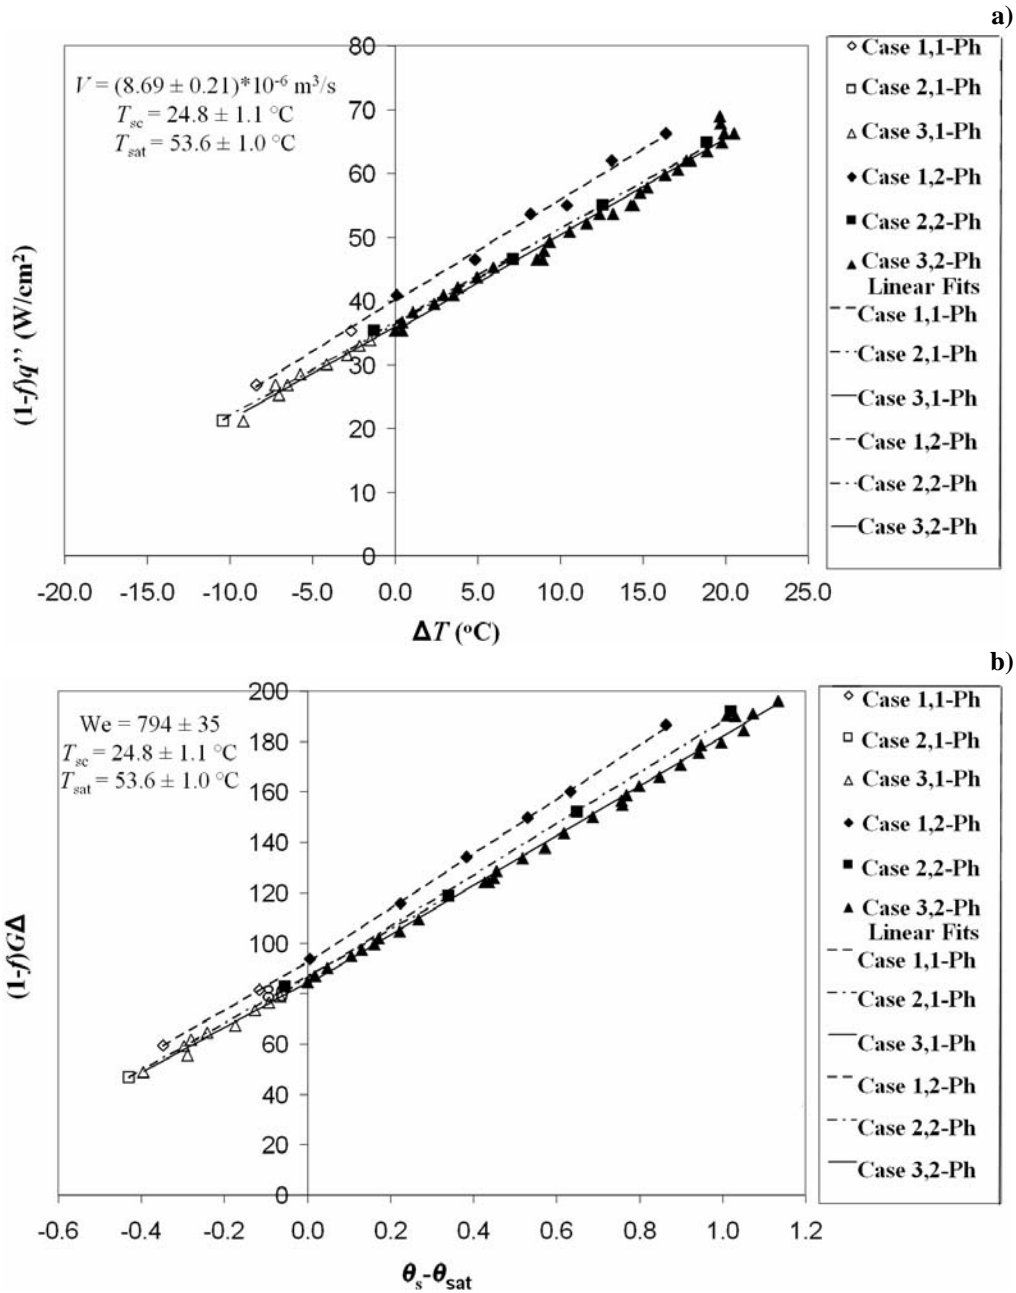 a)
80
70
60
50
40
30
20
10
0
(1-f)q’’ (W/cm²)
V = (8.69 ± 0.21)*10⁻⁶ m³/s
Tsc = 24.8 ± 1.1 °C
Tsat = 53.6 ± 1.0 °C
-20.0 -15.0 -10.0 -5.0 0.0 5.0 10.0 15.0 20.0 25.0
ΔT (°C)
Case 1,1-Ph
Case 2,1-Ph
Case 3,1-Ph
Case 1,2-Ph
Case 2,2-Ph
Case 3,2-Ph
Linear Fits
Case 1,1-Ph
Case 2,1-Ph
Case 3,1-Ph
Case 1,2-Ph
Case 2,2-Ph
Case 3,2-Ph
b)
200
180
160
140
120
100
80
60
40
20
0
(1-f)GΔ
We = 794 ± 35
Tsc = 24.8 ± 1.1 °C
Tsat = 53.6 ± 1.0 °C
-0.6 -0.4 -0.2 0.0 0.2 0.4 0.6 0.8 1.0 1.2
θs-θsat
Case 1,1-Ph
Case 2,1-Ph
Case 3,1-Ph
Case 1,2-Ph
Case 2,2-Ph
Case 3,2-Ph
Linear Fits
Case 1,1-Ph
Case 2,1-Ph
Case 3,1-Ph
Case 1,2-Ph
Case 2,2-Ph
Case 3,2-Ph